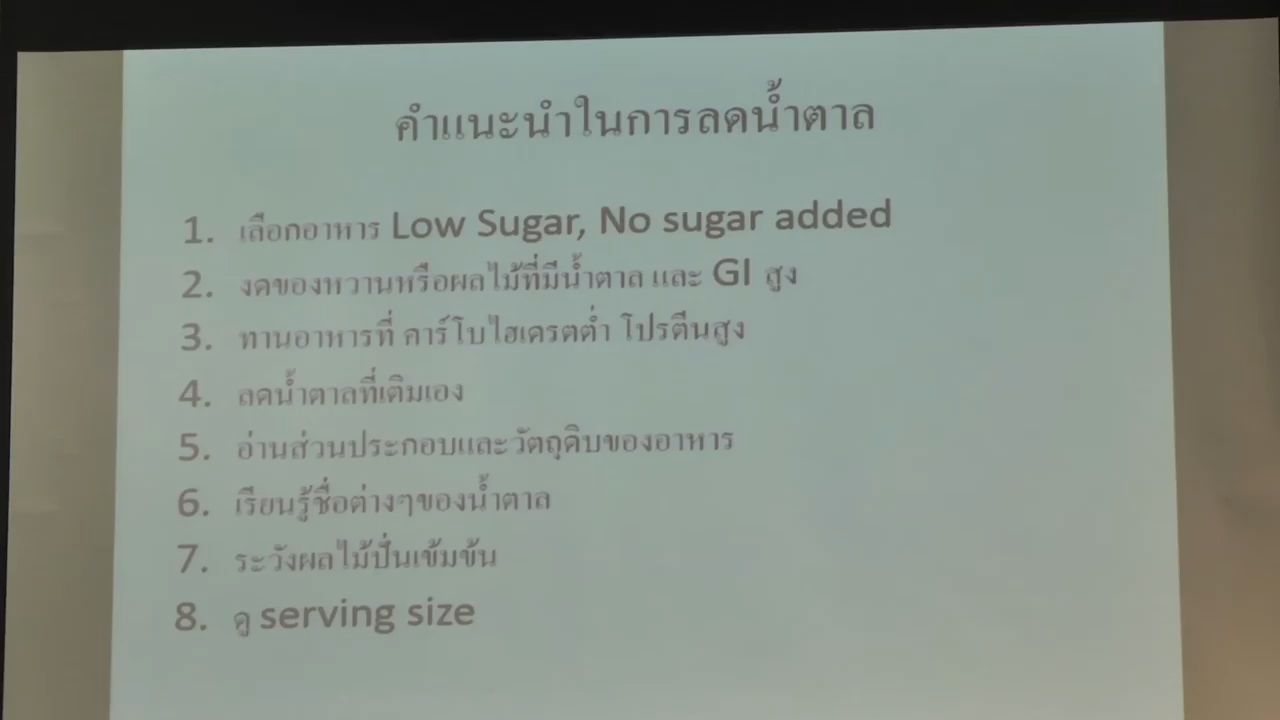 คำแนะนำในการลดน้ำตาล
1. เลือกอาหาร Low Sugar, No sugar added
2. งดของหวานหรือผลไม้ที่มีน้ำตาล และ GI สูง
3. ทานอาหารที่ คาร์โบไฮเดรตต่ำ โปรตีนสูง
4. ลดน้ำตาลที่เติมเอง
5. อ่านส่วนประกอบและวัตถุดิบของอาหาร
6. เรียนรู้ชื่อต่างๆของน้ำตาล
7. ระวังผลไม้ปั่นเข้มข้น
8. ดู serving size